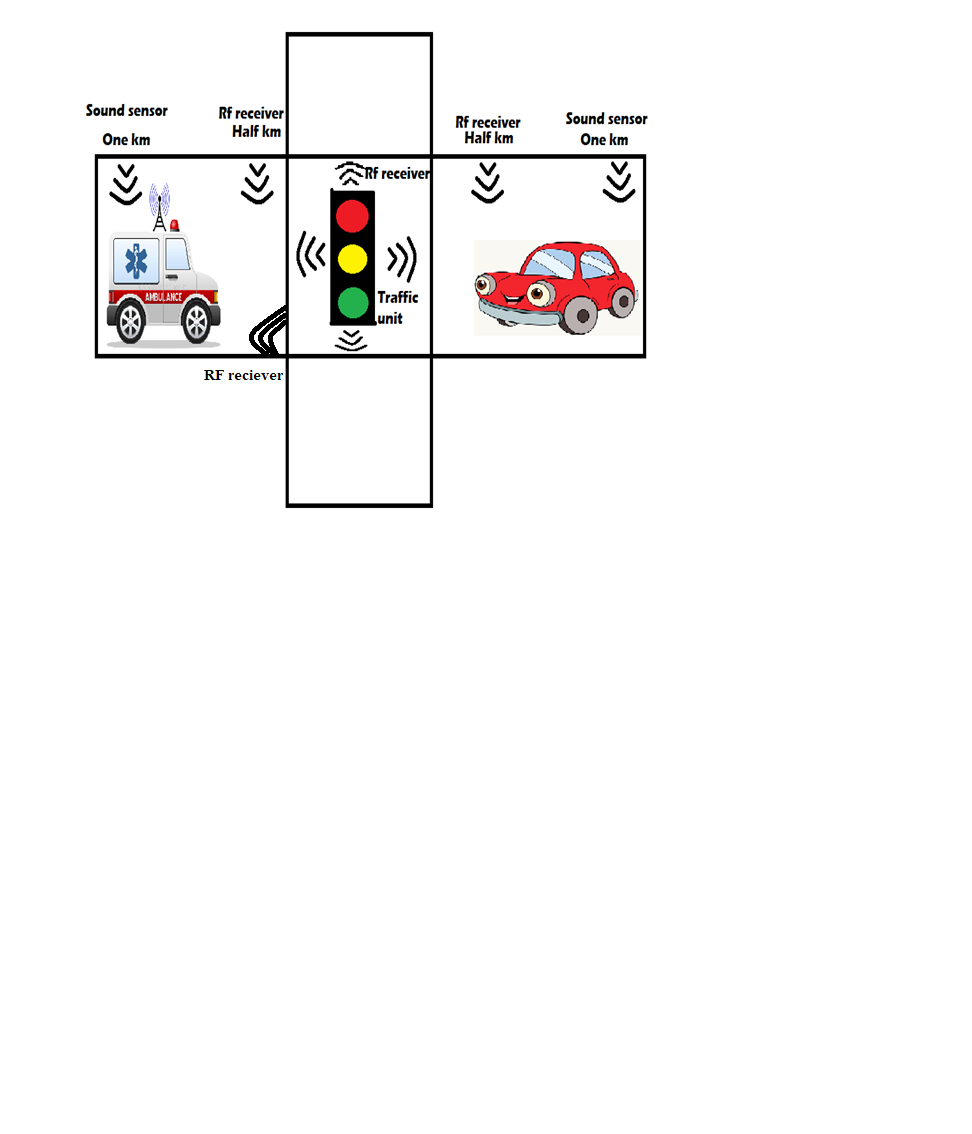 Sound sensor
One km
Rf receiver
Half km
Rf receiver
Half km
Sound sensor
One km
Rf receiver
AMBULANCE
Traffic
unit
RF reciever